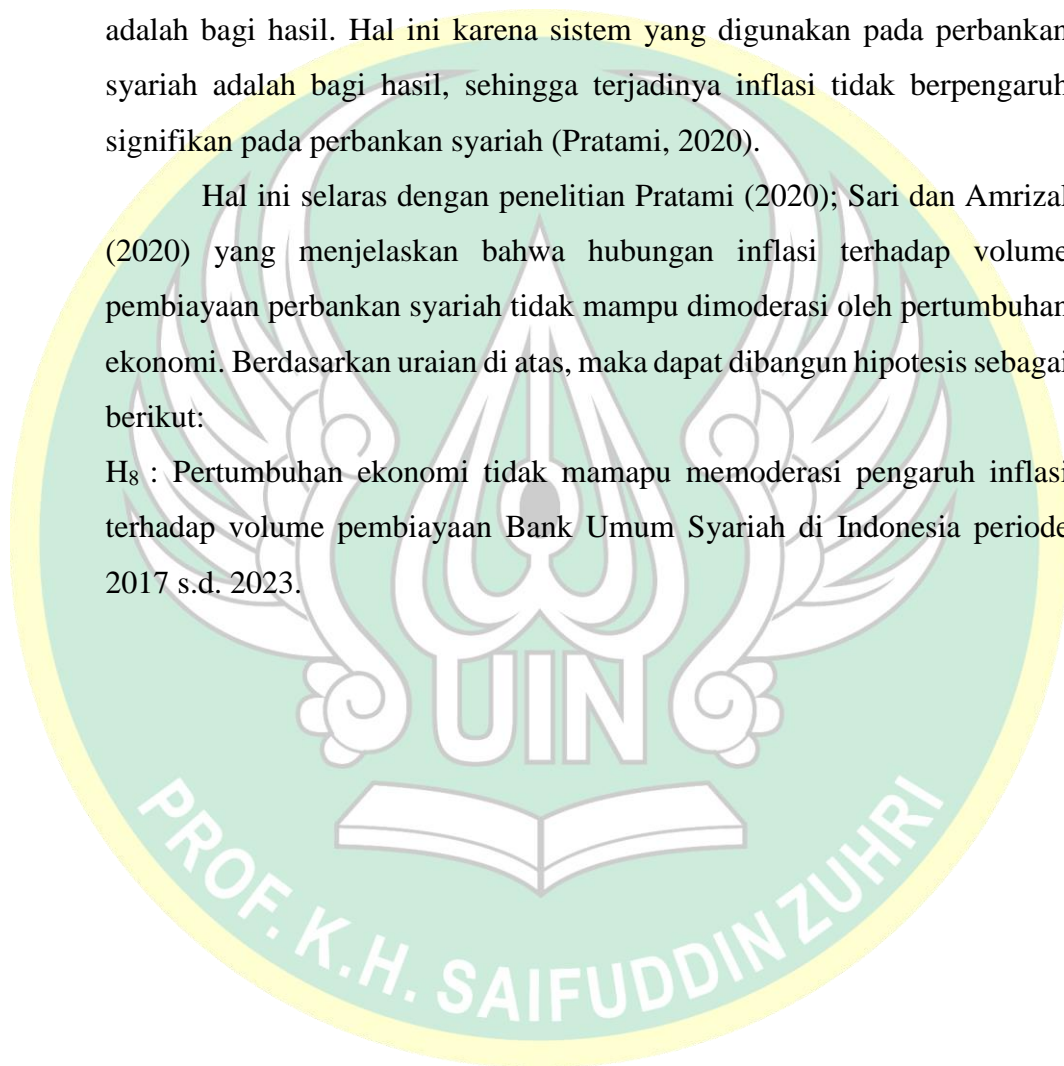 adalah bagi hasil. Hal ini karena sistem yang digunakan pada perbankan
syariah adalah bagi hasil, sehingga terjadinya inflasi tidak berpengaruh
signifikan pada perbankan syariah (Pratami, 2020).
Hal ini selaras dengan penelitian Pratami (2020); Sari dan Amrizal
(2020) yang menjelaskan bahwa hubungan inflasi terhadap volume
pembiayaan perbankan syariah tidak mampu dimoderasi oleh pertumbuhan
ekonomi. Berdasarkan uraian di atas, maka dapat dibangun hipotesis sebagai
berikut:
H₈ : Pertumbuhan ekonomi tidak mamapu memoderasi pengaruh inflasi
terhadap volume pembiayaan Bank Umum Syariah di Indonesia periode
2017 s.d. 2023.
UIN
PROF. K.H. SAIFUDDIN ZUHRI